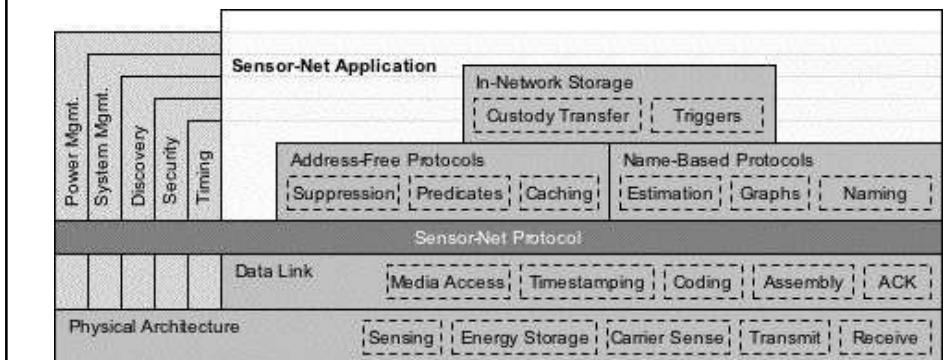 Power Mgmt.
System Mgmt.
Discovery
Security
Timing
Sensor-Net Application
In-Network Storage
Custody Transfer Triggers
Address-Free Protocols
Suppression Predicates Caching
Name-Based Protocols
Estimation Graphs Naming
Sensor-Net Protocol
Data Link
Media Access Timestamping Coding Assembly ACK
Physical Architecture
Sensing Energy Storage Carrier Sense Transmit Receive